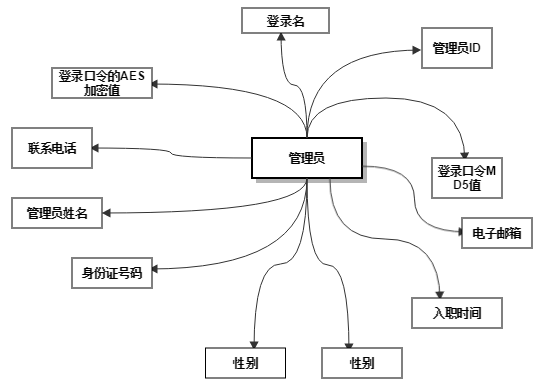 登录名
管理员ID
登录口令的AES
加密值
联系电话
管理员
登录口令M
D5值
管理员姓名
电子邮箱
身份证号码
入职时间
性别
性别